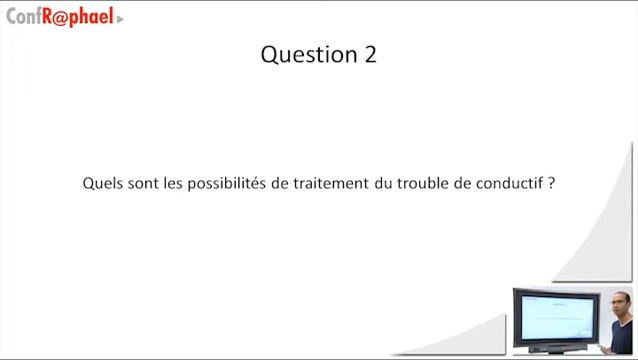 ConfR@phael
Question 2
Quels sont les possibilités de traitement du trouble de conductif ?